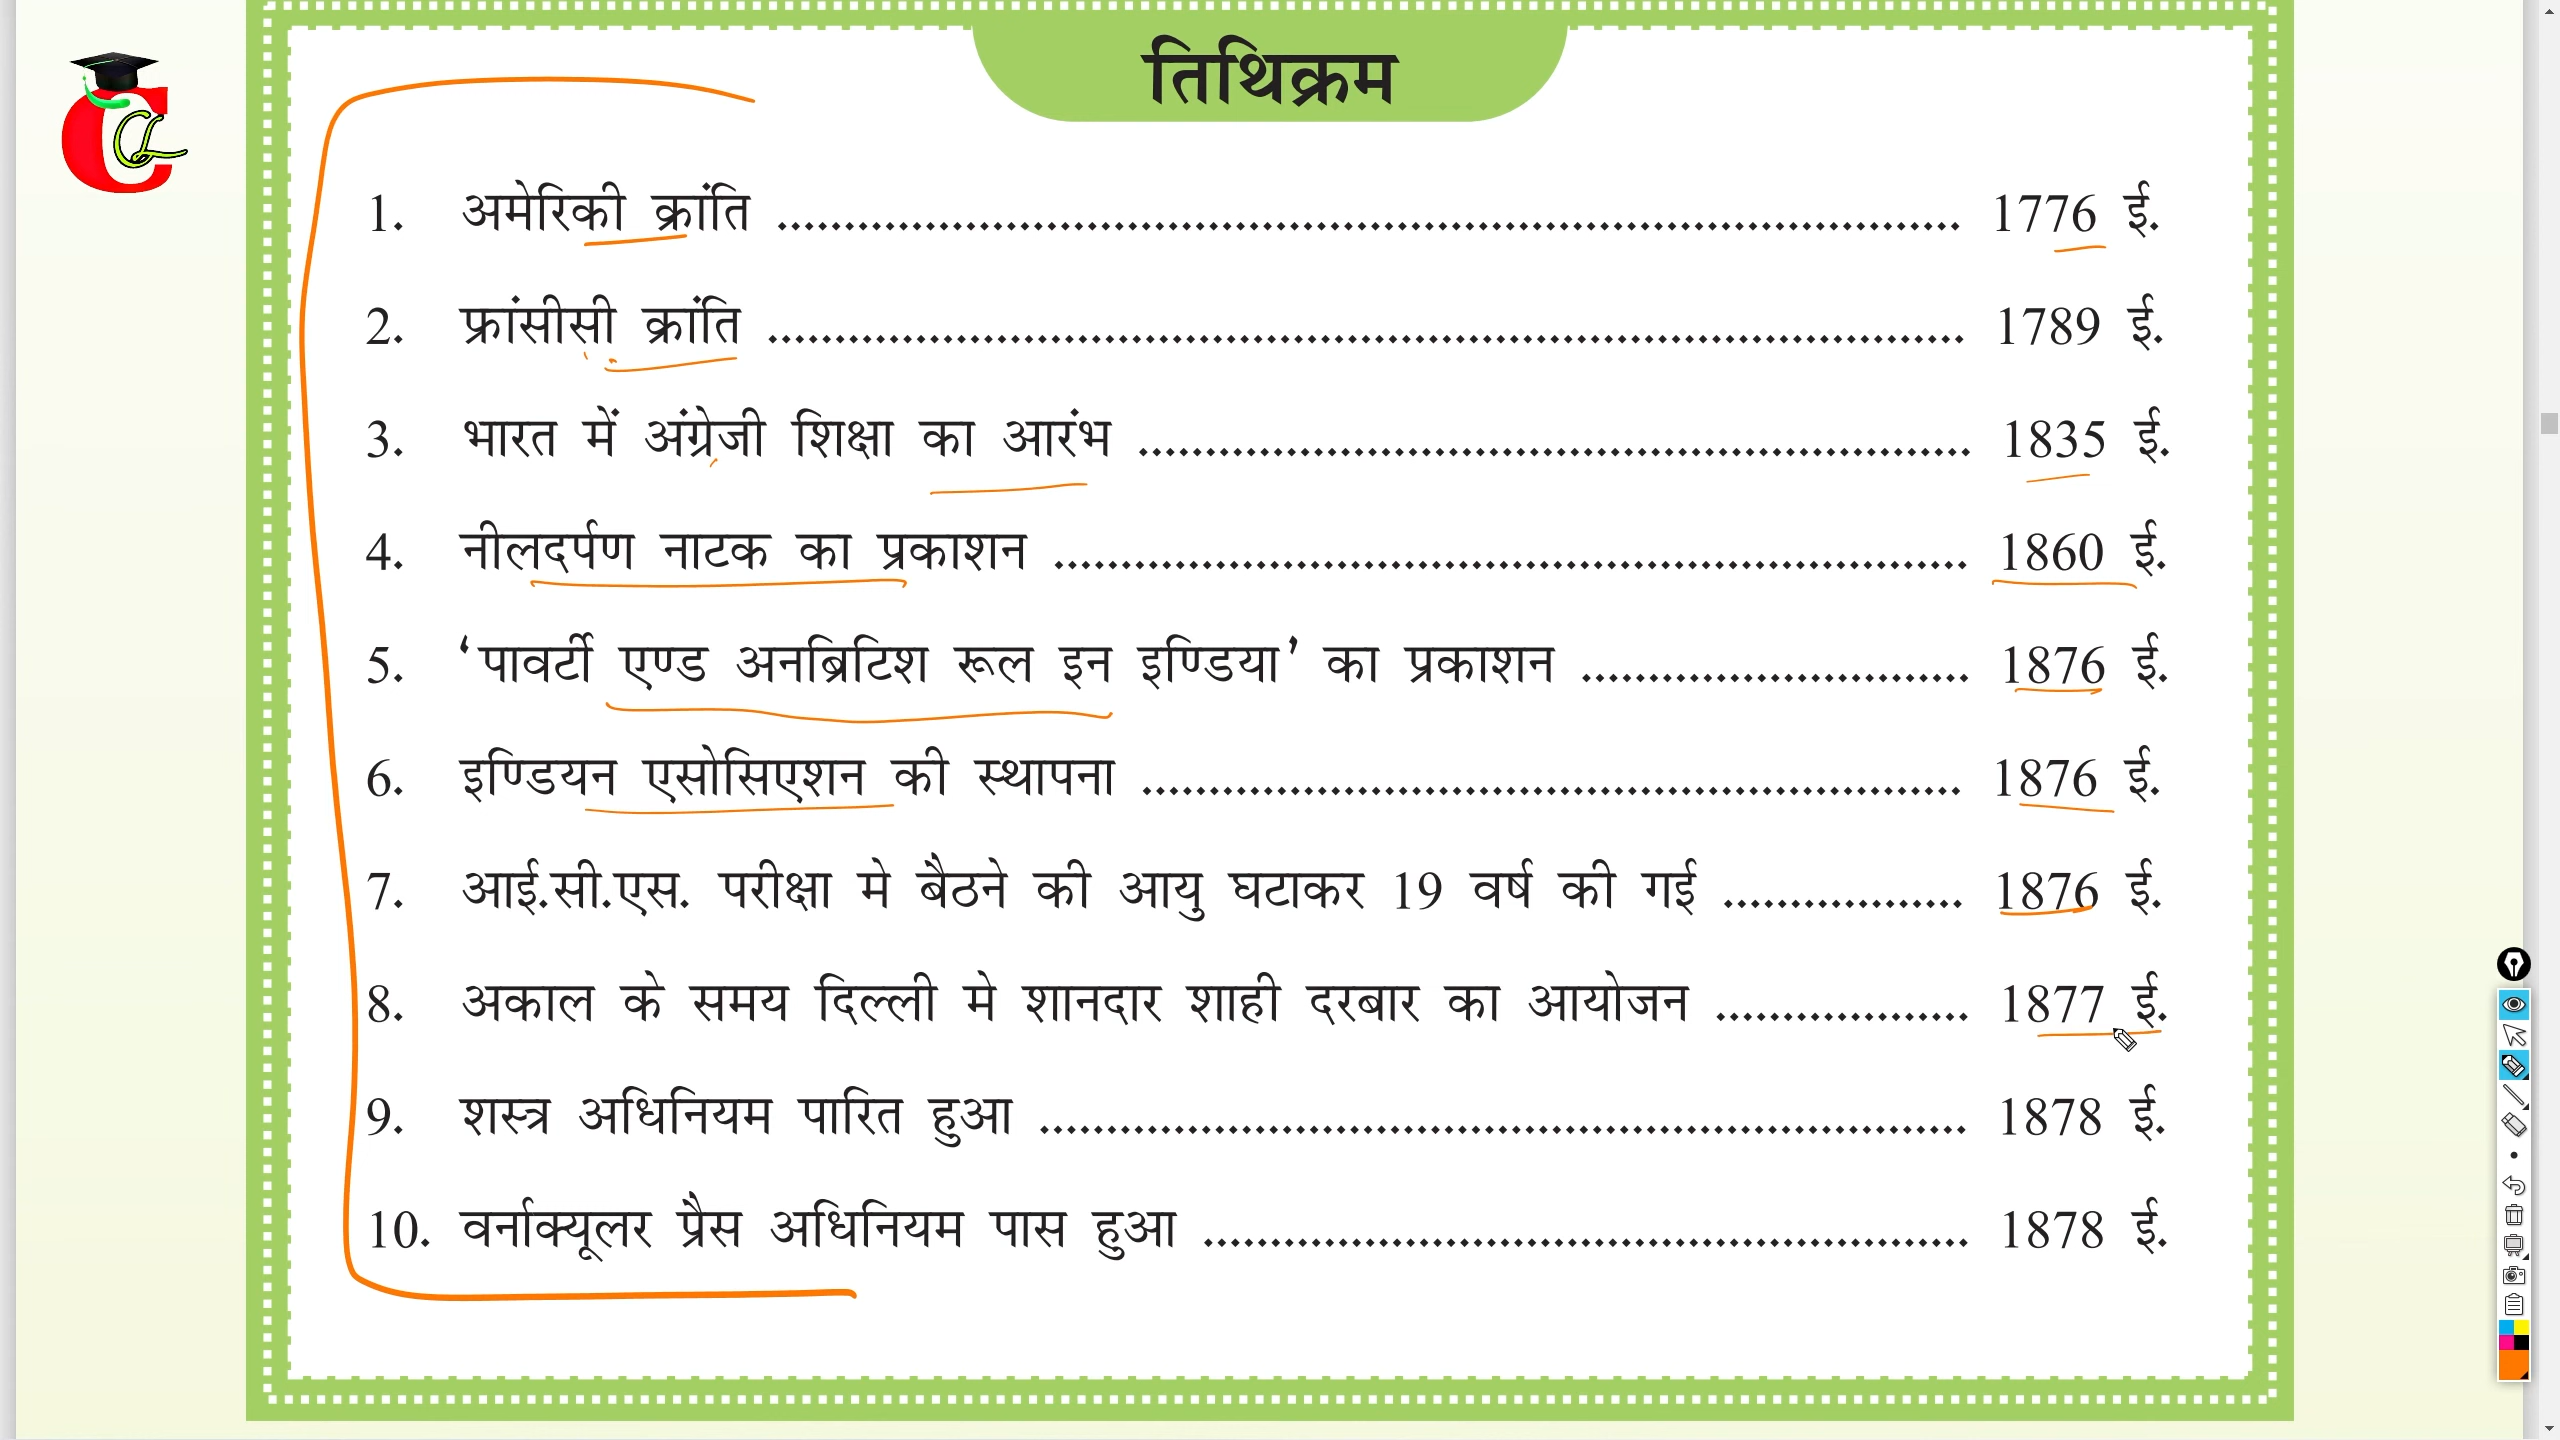 तिथिक्रम
1. अमेरिकी क्रांति ........................................ 1776 ई.
2. फ्रांसीसी क्रांति ........................................ 1789 ई.
3. भारत में अंग्रेजी शिक्षा का आरंभ ........................................ 1835 ई.
4. नीलदर्पण नाटक का प्रकाशन ........................................ 1860 ई.
5. ‘पावर्टी एण्ड अनब्रिटिश रूल इन इण्डिया’ का प्रकाशन ............................. 1876 ई.
6. इण्डियन एसोसिएशन की स्थापना ........................................ 1876 ई.
7. आई.सी.एस. परीक्षा मे बैठने की आयु घटाकर 19 वर्ष की गई .................. 1876 ई.
8. अकाल के समय दिल्ली मे शानदार शाही दरबार का आयोजन ................... 1877 ई.
9. शस्त्र अधिनियम पारित हुआ ........................................ 1878 ई.
10. वर्नाक्यूलर प्रैस अधिनियम पास हुआ ........................................ 1878 ई.